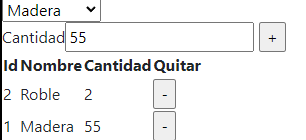 Madera
Cantidad 55 +
Id Nombre Cantidad Quitar
2 Roble 2 -
1 Madera 55 -